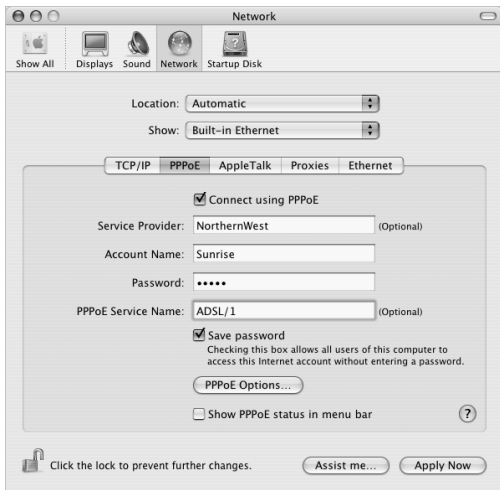 Network
Show All Displays Sound Network Startup Disk
Location: Automatic
Show: Built-in Ethernet
TCP/IP PPPoE AppleTalk Proxies Ethernet
Connect using PPPoE
Service Provider: NorthernWest (Optional)
Account Name: Sunrise
Password: •••••
PPPoE Service Name: ADSL/1 (Optional)
Save password
Checking this box allows all users of this computer to
access this Internet account without entering a password.
PPPoE Options...
Show PPPoE status in menu bar ?
Click the lock to prevent further changes. Assist me... Apply Now